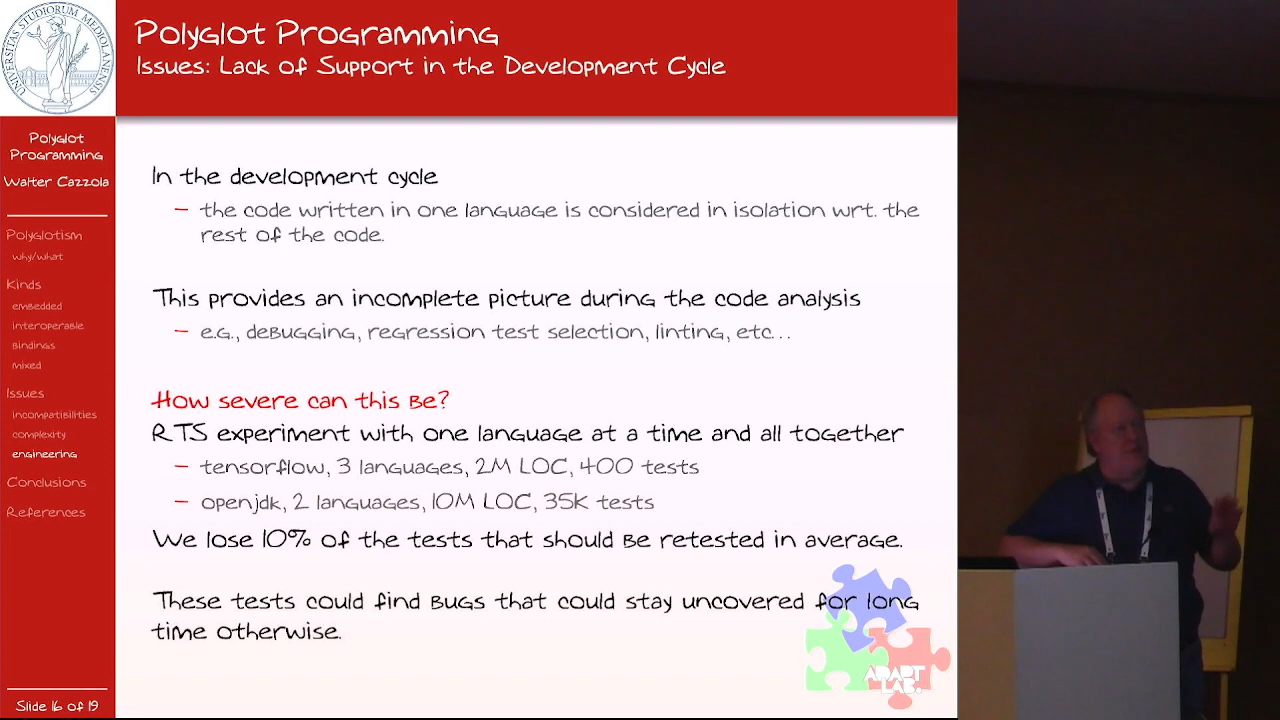 UNIVERSITAS STUDIORUM MEDIOLANENSIS
Polyglot Programming
Issues: Lack of Support in the Development Cycle
Polyglot
Programming
Walter Cazzola
Polyglotism
why/what
Kinds
embedded
interoperable
bindings
mixed
Issues
incompatibilities
complexity
engineering
Conclusions
References
Slide 16 of 19
In the development cycle
– the code written in one language is considered in isolation wrt. the
rest of the code.
This provides an incomplete picture during the code analysis
– e.g., debugging, regression test selection, linting, etc...
How severe can this be?
RTS experiment with one language at a time and all together
– tensorflow, 3 languages, 2M LOC, 400 tests
– openjdk, 2 languages, 10M LOC, 35K tests
We lose 10% of the tests that should be retested in average.
These tests could find bugs that could stay uncovered for long
time otherwise.
ADAPT
LAB.